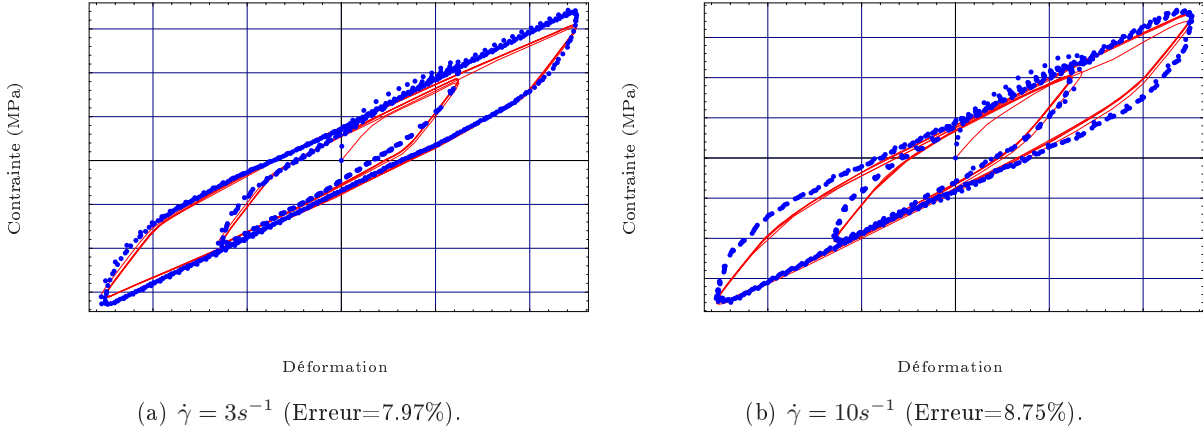 Contrainte (MPa)
Déformation
(a) γ̇ = 3s⁻¹ (Erreur=7.97%).
Contrainte (MPa)
Déformation
(b) γ̇ = 10s⁻¹ (Erreur=8.75%).